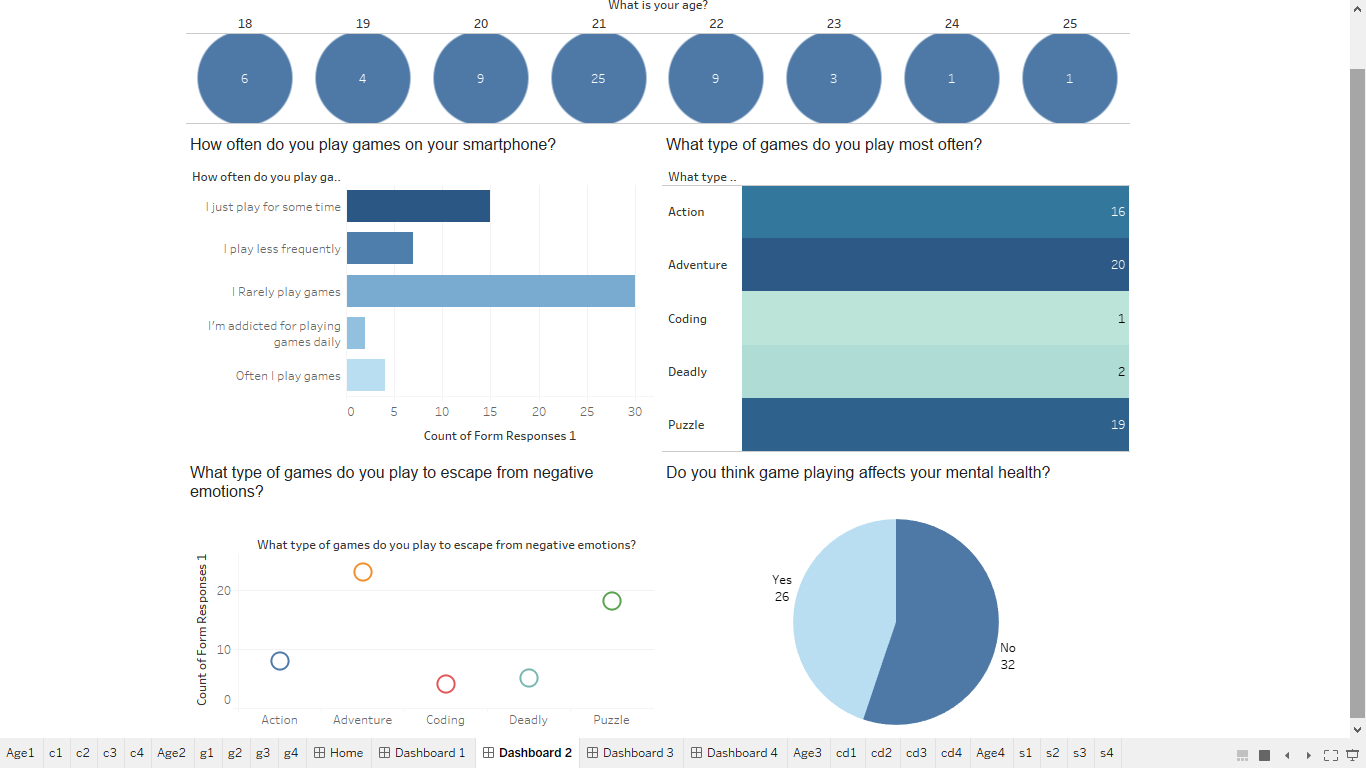 What is your age?
18 19 20 21 22 23 24 25
6 4 9 25 9 3 1 1
How often do you play games on your smartphone?
How often do you play ga..
I just play for some time
I play less frequently
I Rarely play games
I'm addicted for playing
games daily
Often I play games
0 5 10 15 20 25 30
Count of Form Responses 1
What type of games do you play most often?
What type ..
Action 16
Adventure 20
Coding 1
Deadly 2
Puzzle 19
What type of games do you play to escape from negative
emotions?
What type of games do you play to escape from negative emotions?
Count of Form Responses 1
20
10
0
Action Adventure Coding Deadly Puzzle
Do you think game playing affects your mental health?
Yes
26
No
32
Age1 c1 c2 c3 c4 Age2 g1 g2 g3 g4 Home Dashboard 1 Dashboard 2 Dashboard 3 Dashboard 4 Age3 cd1 cd2 cd3 cd4 Age4 s1 s2 s3 s4